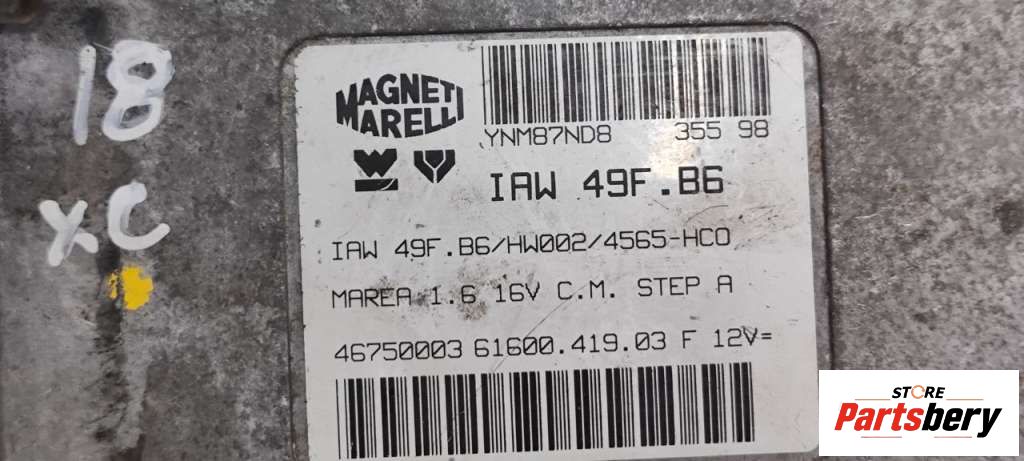 18
XC
MAGNETI
MARELLI
YNM87ND8 355 98
IAW 49F.B6
IAW 49F.B6/HW002/4565-HCO
MAREA 1.6 16V C.M. STEP A
46750003 61600.419.03 F 12V=
STORE
Partsbery